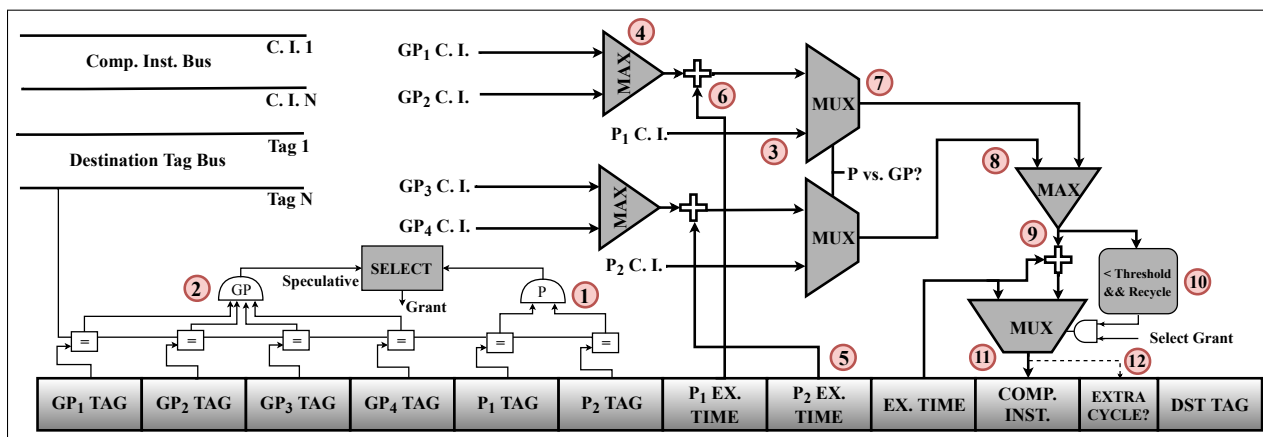 C. I. 1
Comp. Inst. Bus
C. I. N
Tag 1
Destination Tag Bus
Tag N
GP1 C. I.
GP2 C. I.
MAX
4
6
P1 C. I.
3
MUX
7
P vs. GP?
GP3 C. I.
GP4 C. I.
MAX
P2 C. I.
MUX
8
MAX
9
< Threshold
&& Recycle
10
MUX
Select Grant
11
12
2
GP
Speculative
SELECT
Grant
P
1
5
=
=
=
=
=
=
GP1 TAG
GP2 TAG
GP3 TAG
GP4 TAG
P1 TAG
P2 TAG
P1 EX.
TIME
P2 EX.
TIME
EX. TIME
COMP.
INST.
EXTRA
CYCLE?
DST TAG